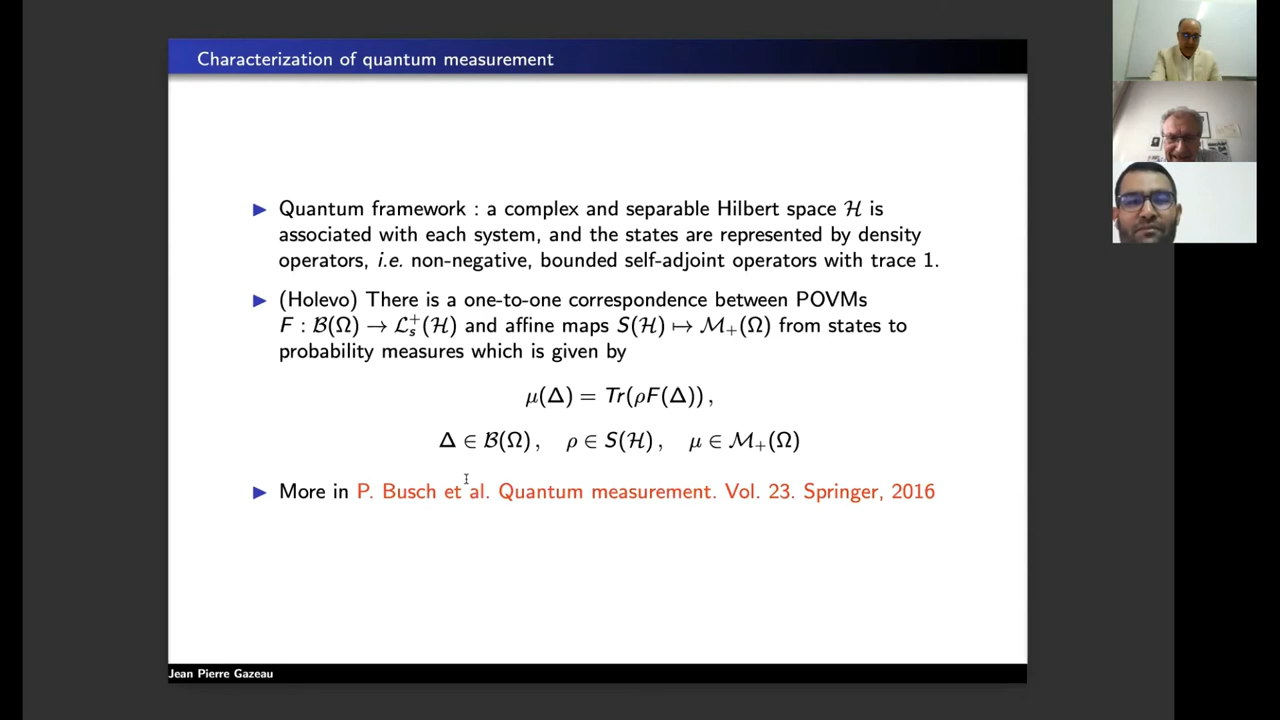 Characterization of quantum measurement
▶ Quantum framework : a complex and separable Hilbert space ℋ is
associated with each system, and the states are represented by density
operators, i.e. non-negative, bounded self-adjoint operators with trace 1.
▶ (Holevo) There is a one-to-one correspondence between POVMs
F : ℬ(Ω) → ℒₛ⁺(ℋ) and affine maps S(ℋ) ↦ ℳ₊(Ω) from states to
probability measures which is given by
μ(Δ) = Tr(ρF(Δ)) ,
Δ ∈ ℬ(Ω) , ρ ∈ S(ℋ) , μ ∈ ℳ₊(Ω)
▶ More in P. Busch et al. Quantum measurement. Vol. 23. Springer, 2016
Jean Pierre Gazeau